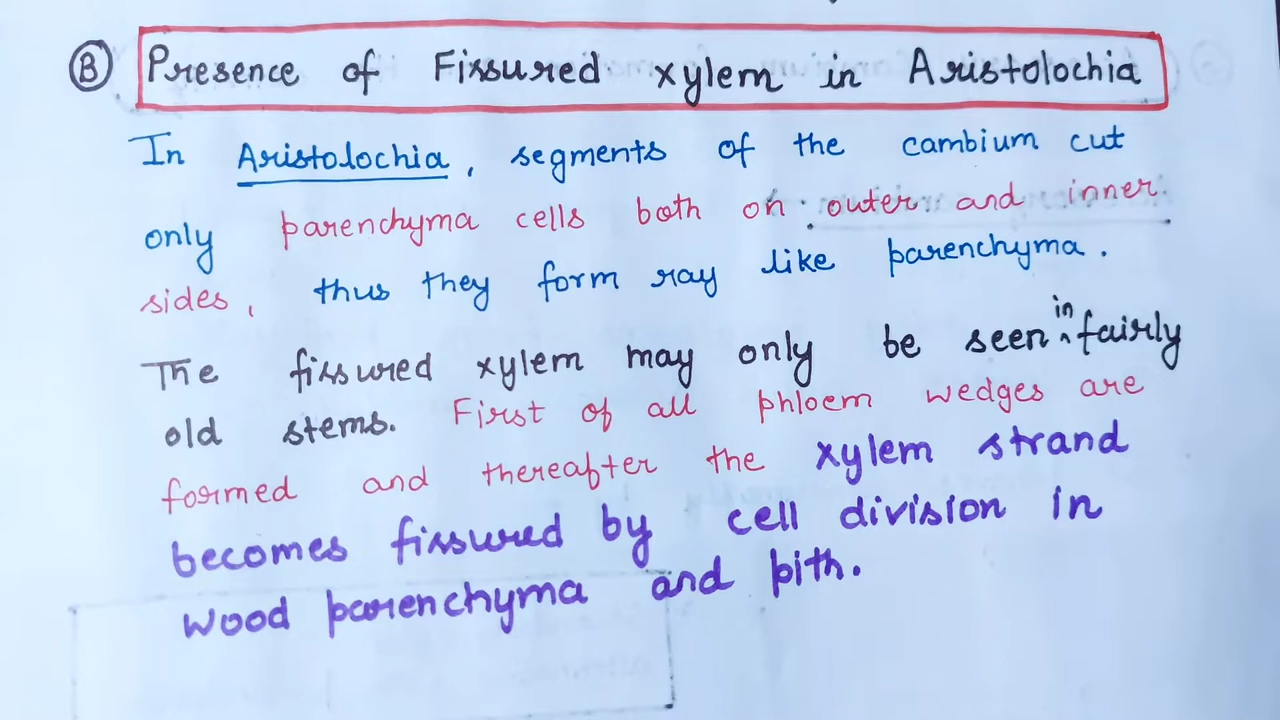 B Presence of Fissured xylem in Aristolochia
In Aristolochia, segments of the cambium cut
only parenchyma cells both on outer and inner
sides, thus they form ray like parenchyma.
The fissured xylem may only be seen in fairly
old stems. First of all phloem wedges are
formed and thereafter the xylem strand
becomes fissured by cell division in
wood parenchyma and pith.